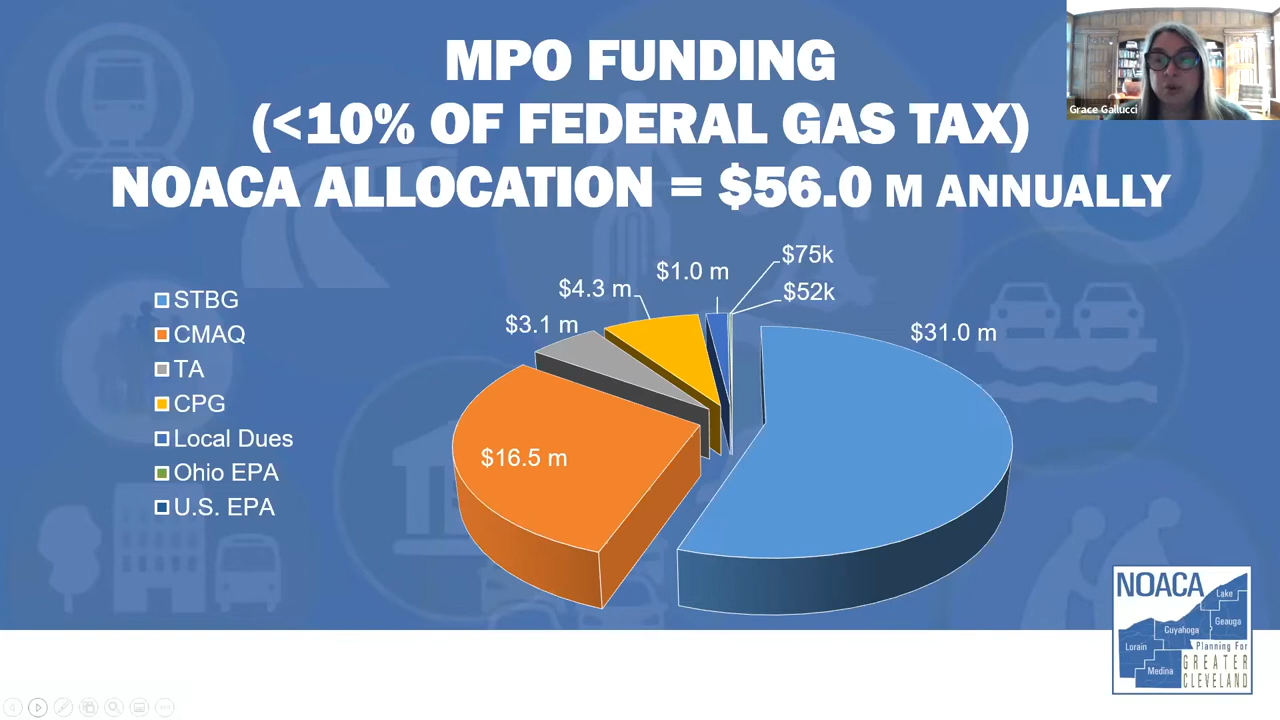 MPO FUNDING
(<10% OF FEDERAL GAS TAX)
NOACA ALLOCATION = $56.0 M ANNUALLY
Grace Gallucci
STBG
CMAQ
TA
CPG
Local Dues
Ohio EPA
U.S. EPA
$16.5 m
$3.1 m
$4.3 m
$1.0 m
$75k
$52k
$31.0 m
NOACA
Lake
Geauga
Cuyahoga
Lorain
Medina
Planning For
GREATER
CLEVELAND